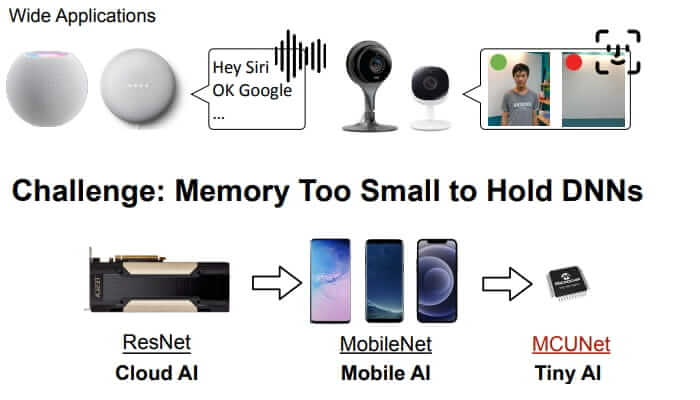 Wide Applications
Hey Siri
OK Google
...
Challenge: Memory Too Small to Hold DNNs
ResNet
MobileNet
MCUNet
Cloud AI
Mobile AI
Tiny AI